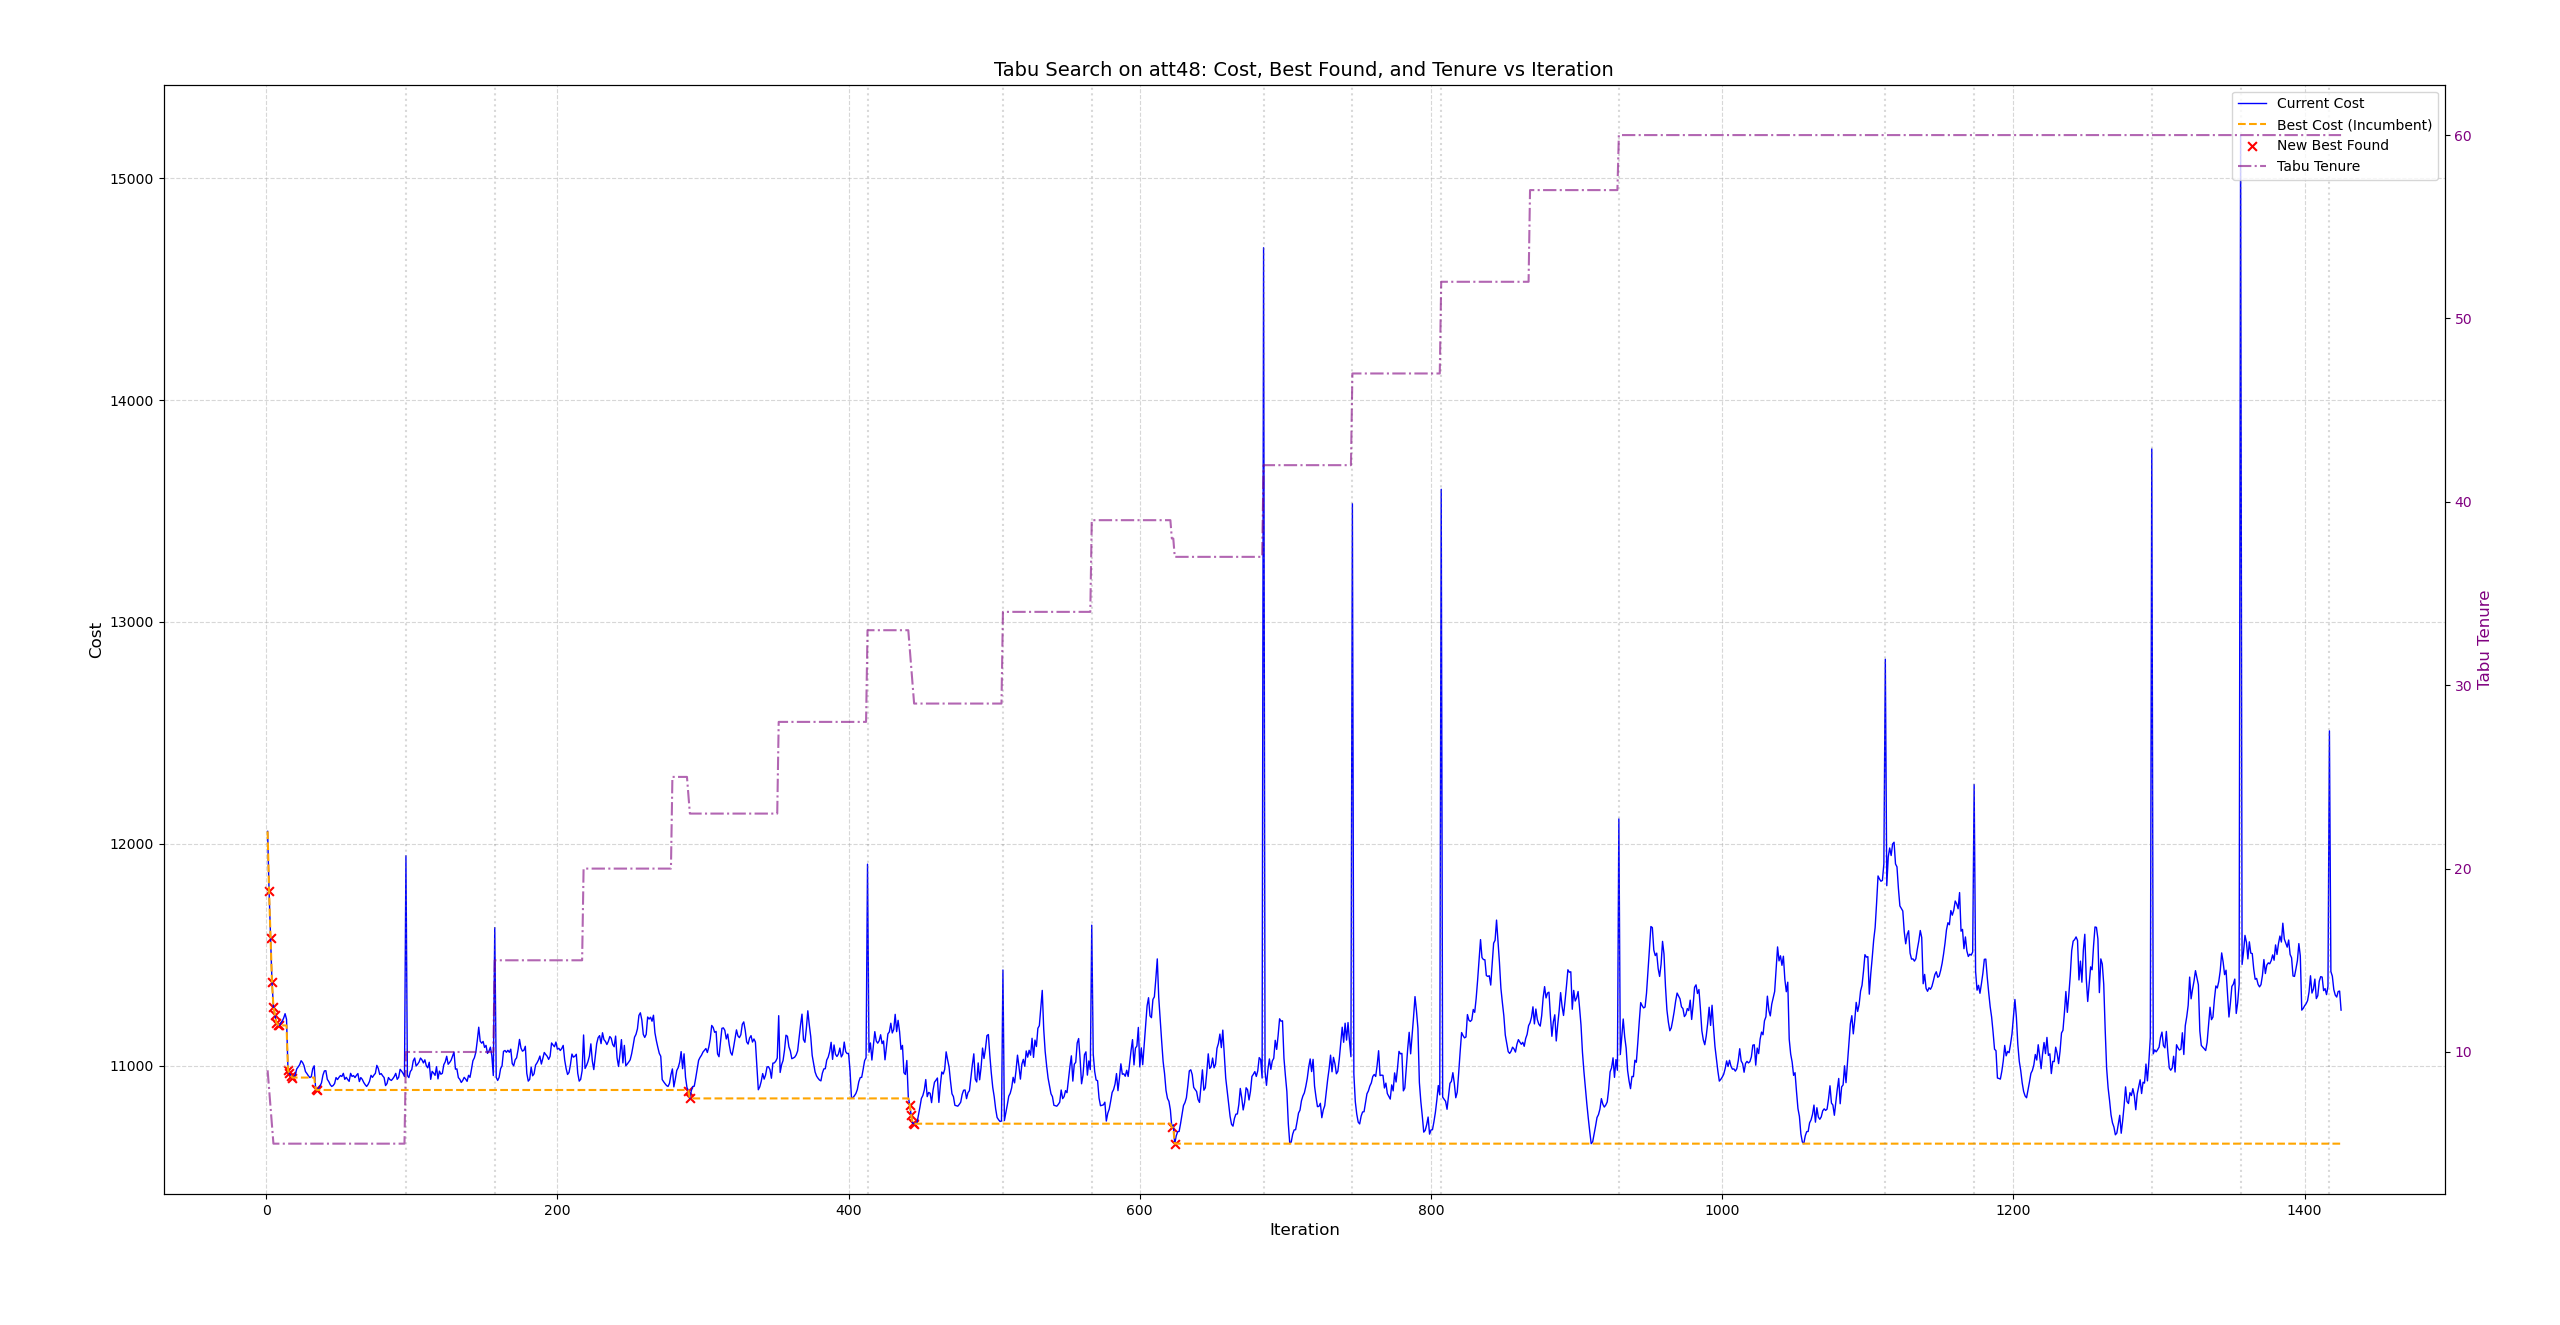 Tabu Search on att48: Cost, Best Found, and Tenure vs Iteration
Current Cost
Best Cost (Incumbent)
New Best Found
Tabu Tenure
15000
14000
13000
12000
11000
Cost
60
50
40
30
20
10
Tabu Tenure
0
200
400
600
800
1000
1200
1400
Iteration